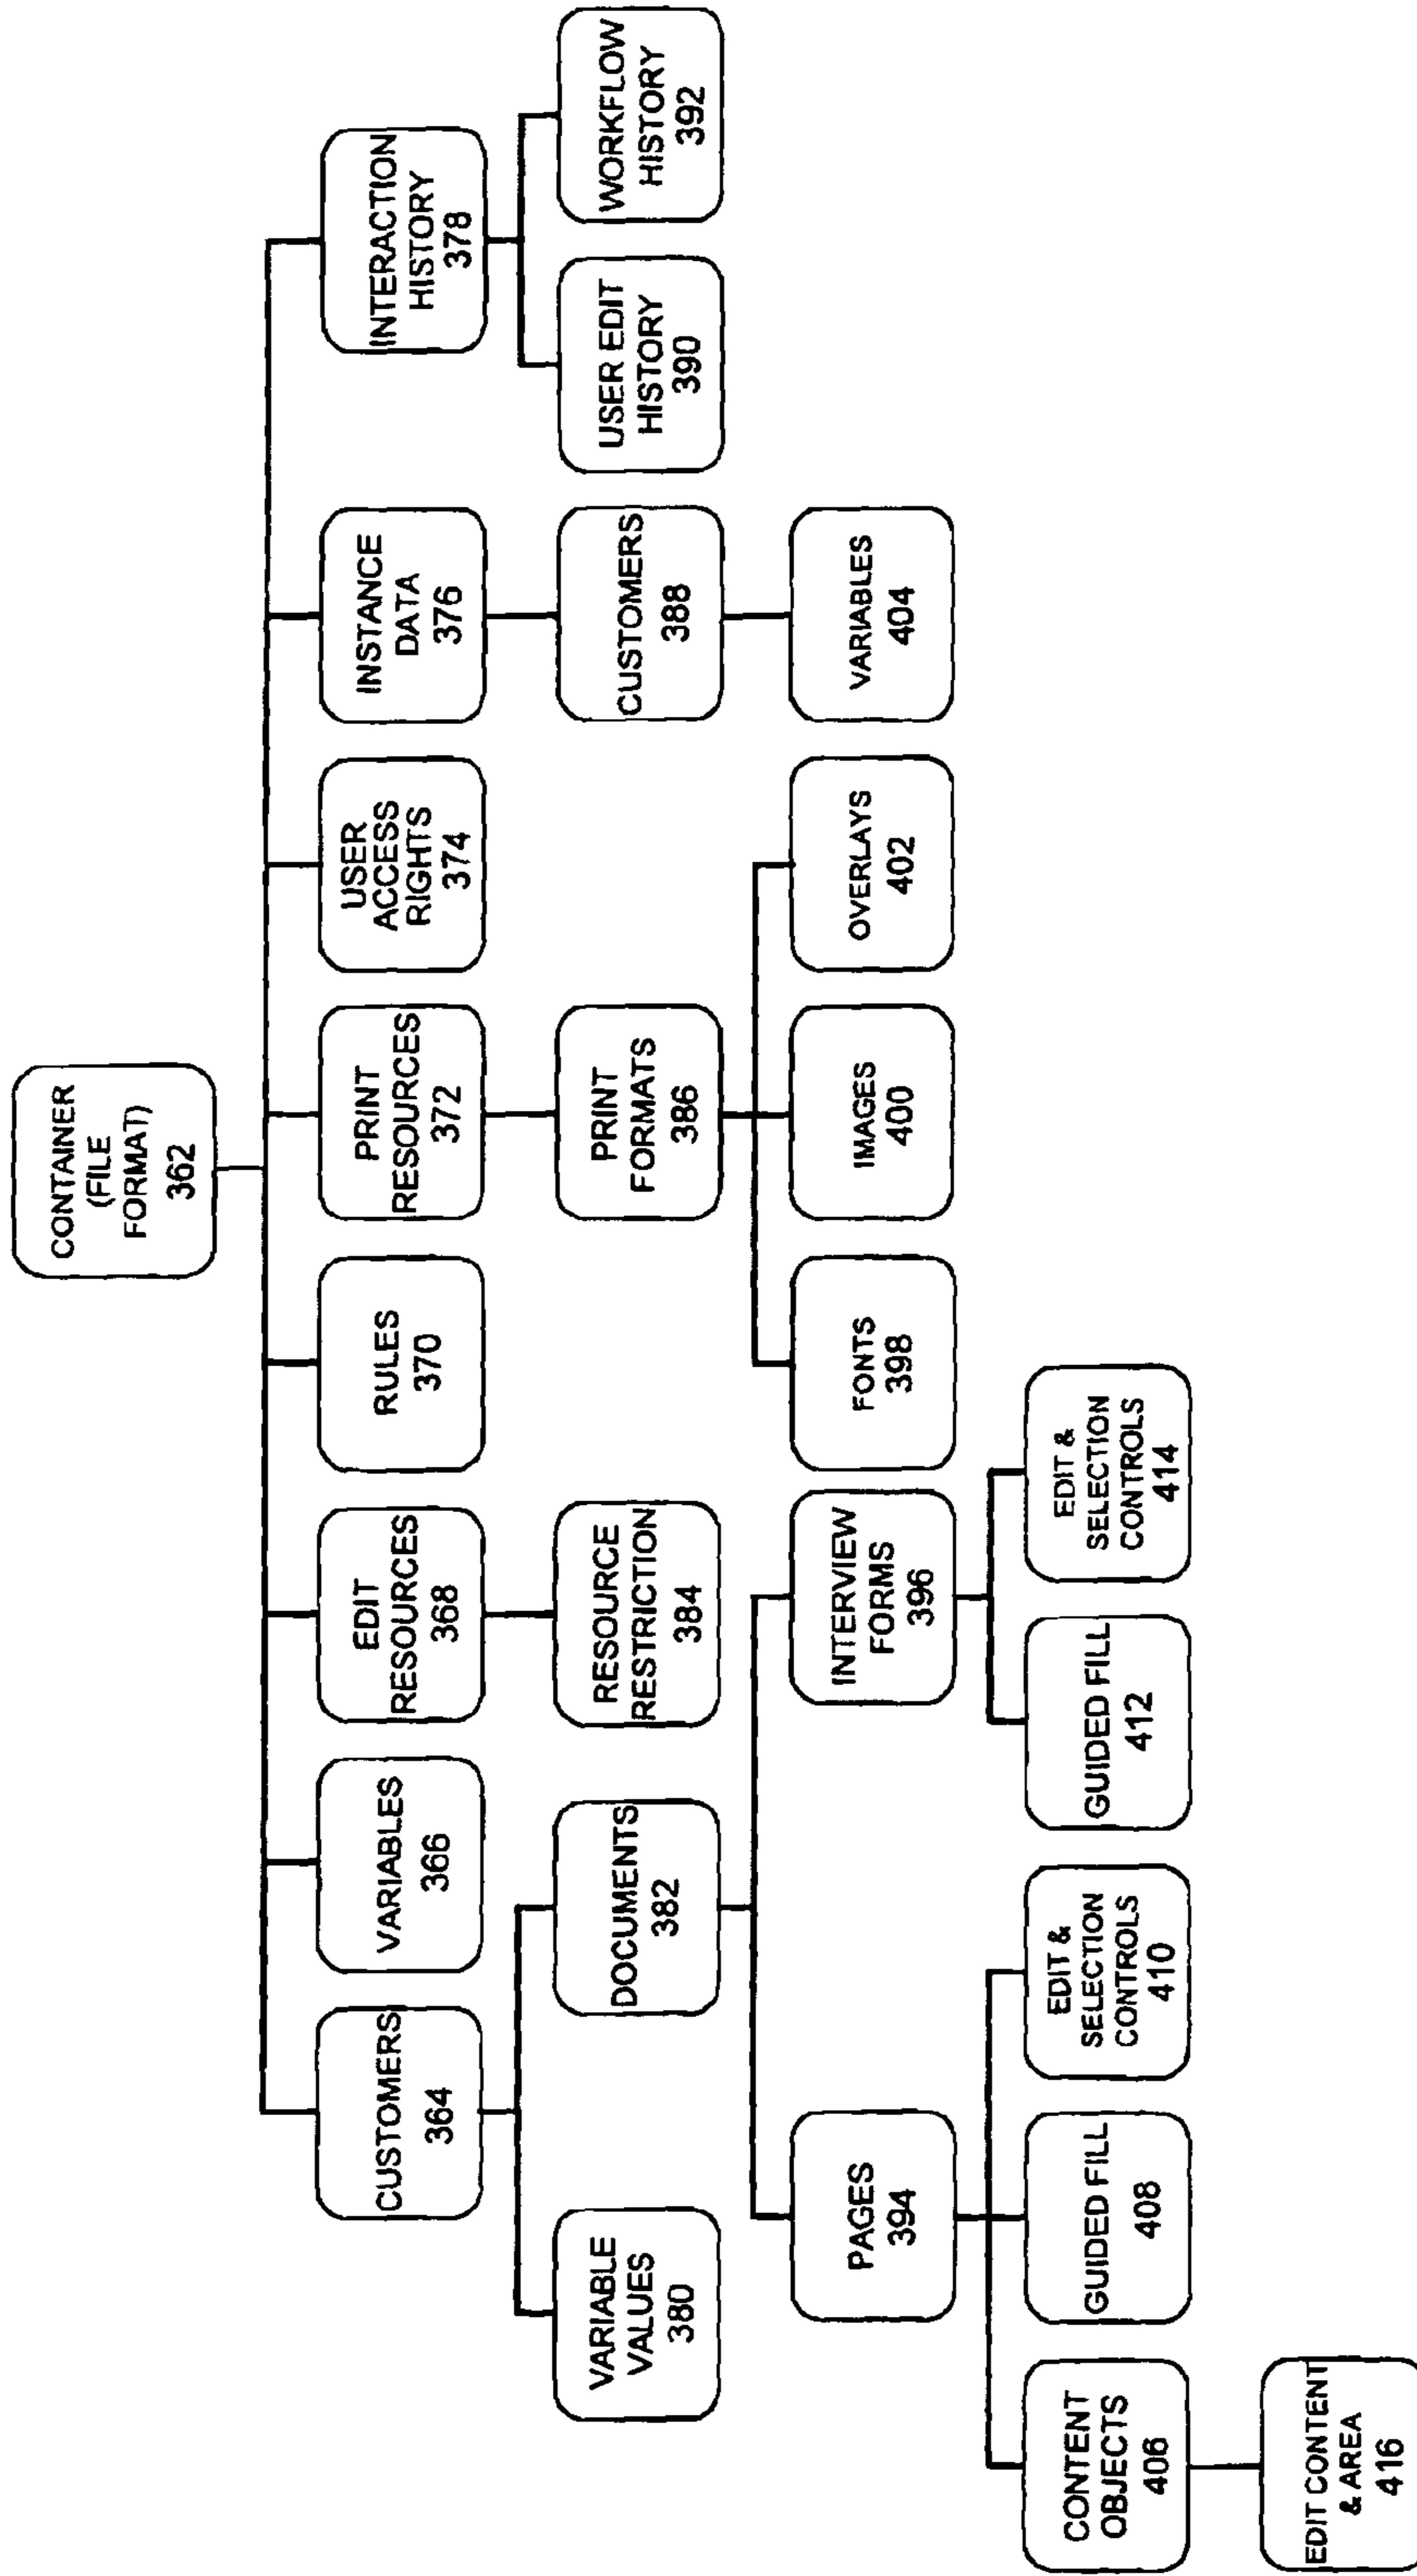 CONTAINER
(FILE
FORMAT)
362
CUSTOMERS
364
VARIABLES
366
EDIT
RESOURCES
368
RULES
370
PRINT
RESOURCES
372
USER
ACCESS
RIGHTS
374
INSTANCE
DATA
376
INTERACTION
HISTORY
378
VARIABLE
VALUES
380
DOCUMENTS
382
RESOURCE
RESTRICTION
384
PRINT
FORMATS
386
CUSTOMERS
388
USER EDIT
HISTORY
390
WORKFLOW
HISTORY
392
PAGES
394
INTERVIEW
FORMS
396
FONTS
398
IMAGES
400
OVERLAYS
402
VARIABLES
404
CONTENT
OBJECTS
406
GUIDED FILL
408
EDIT &
SELECTION
CONTROLS
410
GUIDED FILL
412
EDIT &
SELECTION
CONTROLS
414
EDIT CONTENT
& AREA
416